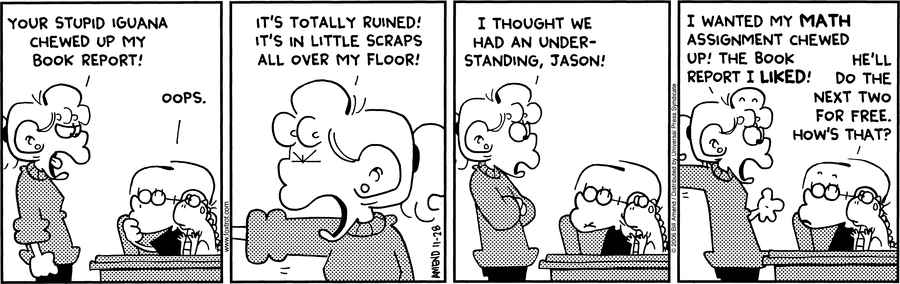 YOUR STUPID IGUANA
CHEWED UP MY
BOOK REPORT!
OOPS.
www.foxtrot.com
IT'S TOTALLY RUINED!
IT'S IN LITTLE SCRAPS
ALL OVER MY FLOOR!
AMEND 11-28
I THOUGHT WE
HAD AN UNDER-
STANDING, JASON!
© 2006 Bill Amend / Distributed by Universal Press Syndicate
I WANTED MY MATH
ASSIGNMENT CHEWED
UP! THE BOOK
REPORT I LIKED!
HE'LL
DO THE
NEXT TWO
FOR FREE.
HOW'S THAT?